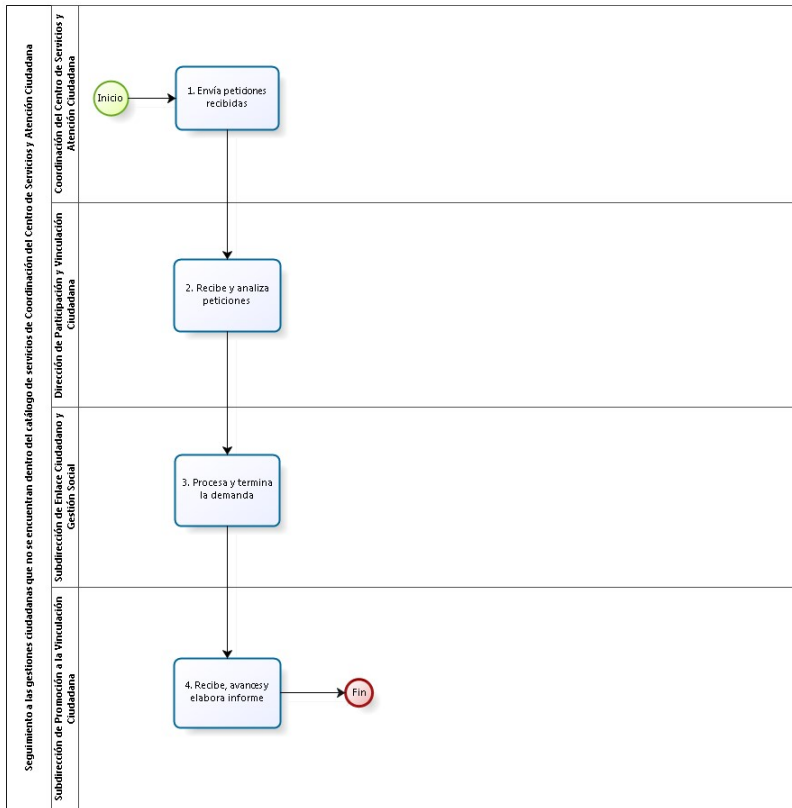 Seguimiento a las gestiones ciudadanas que no se encuentran dentro del catálogo de servicios de Coordinación del Centro de Servicios y Atención Ciudadana
Coordinación del Centro de Servicios y
Atención Ciudadana
Inicio
1. Envía peticiones
recibidas
Dirección de Participación y Vinculación
Ciudadana
2. Recibe y analiza
peticiones
Subdirección de Enlace Ciudadano y
Gestión Social
3. Procesa y termina
la demanda
Subdirección de Promoción a la Vinculación
Ciudadana
4. Recibe, avances y
elabora informe
Fin